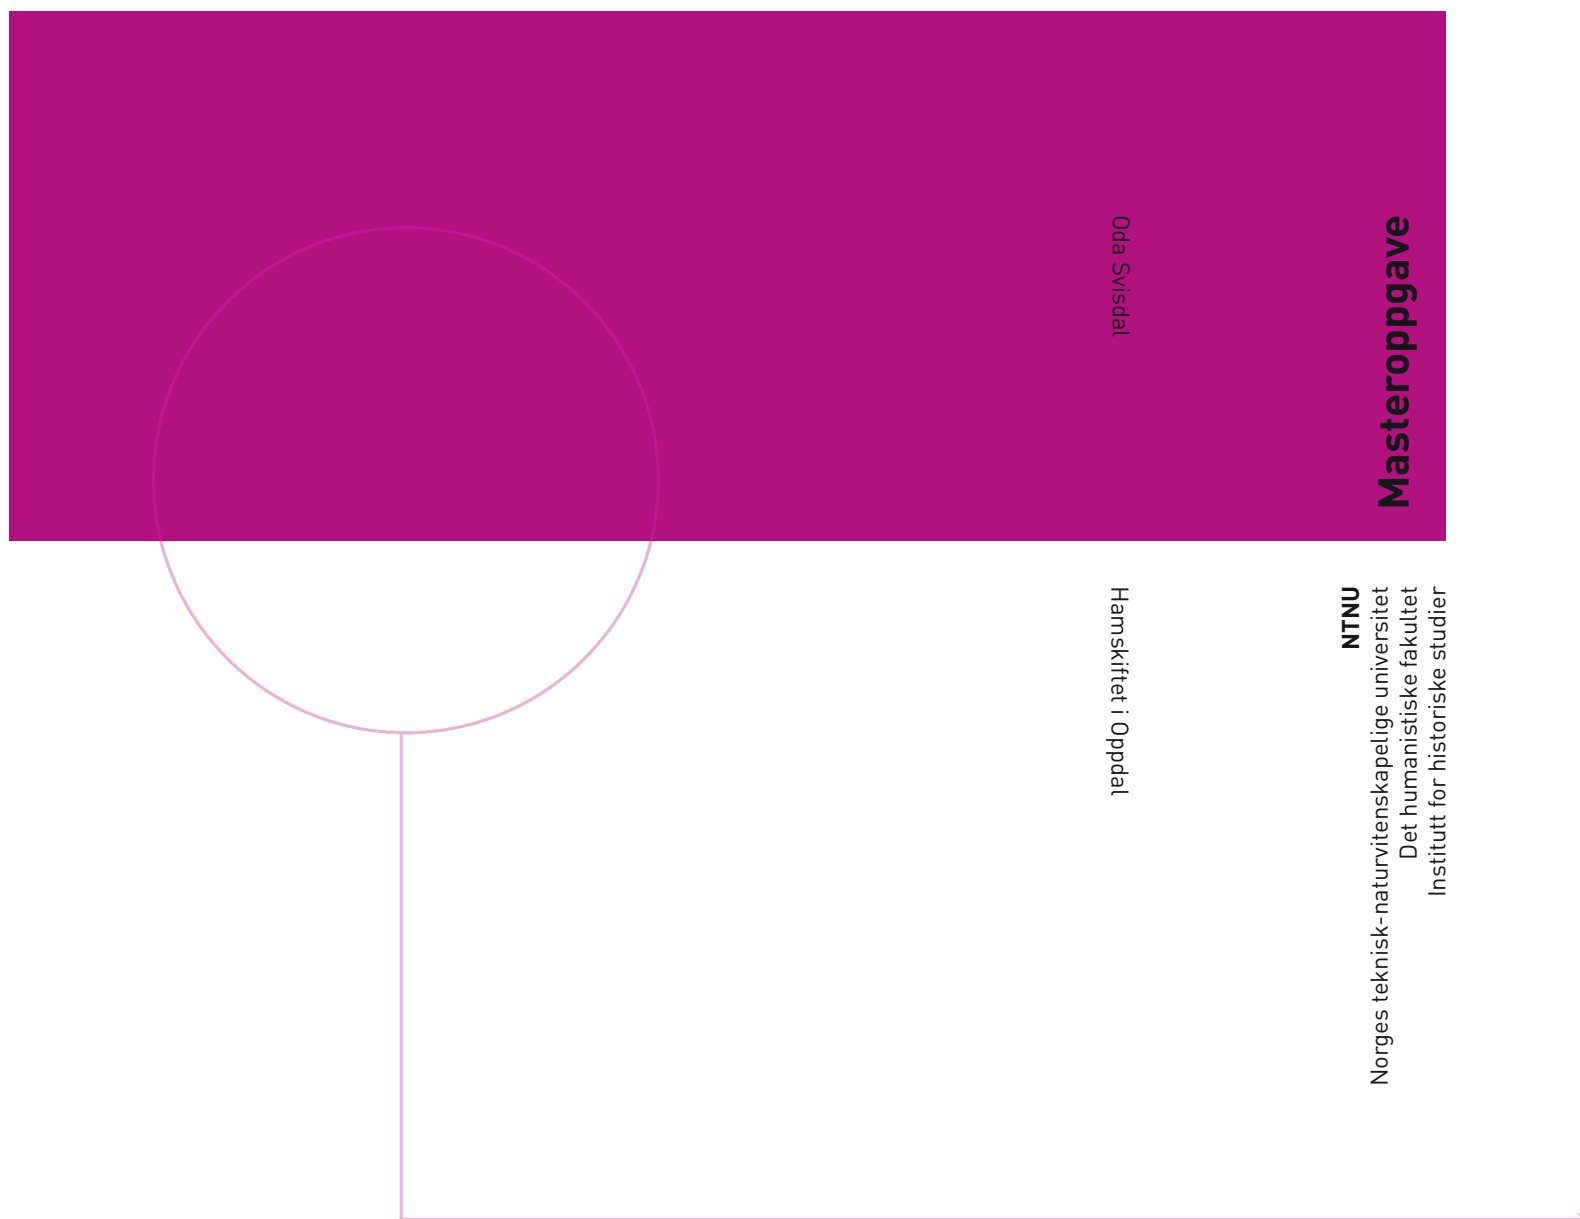 Oda Svisdal
Hamskiftet i Oppdal
Masteroppgave
NTNU
Norges teknisk-naturvitenskapelige universitet
Det humanistiske fakultet
Institutt for historiske studier